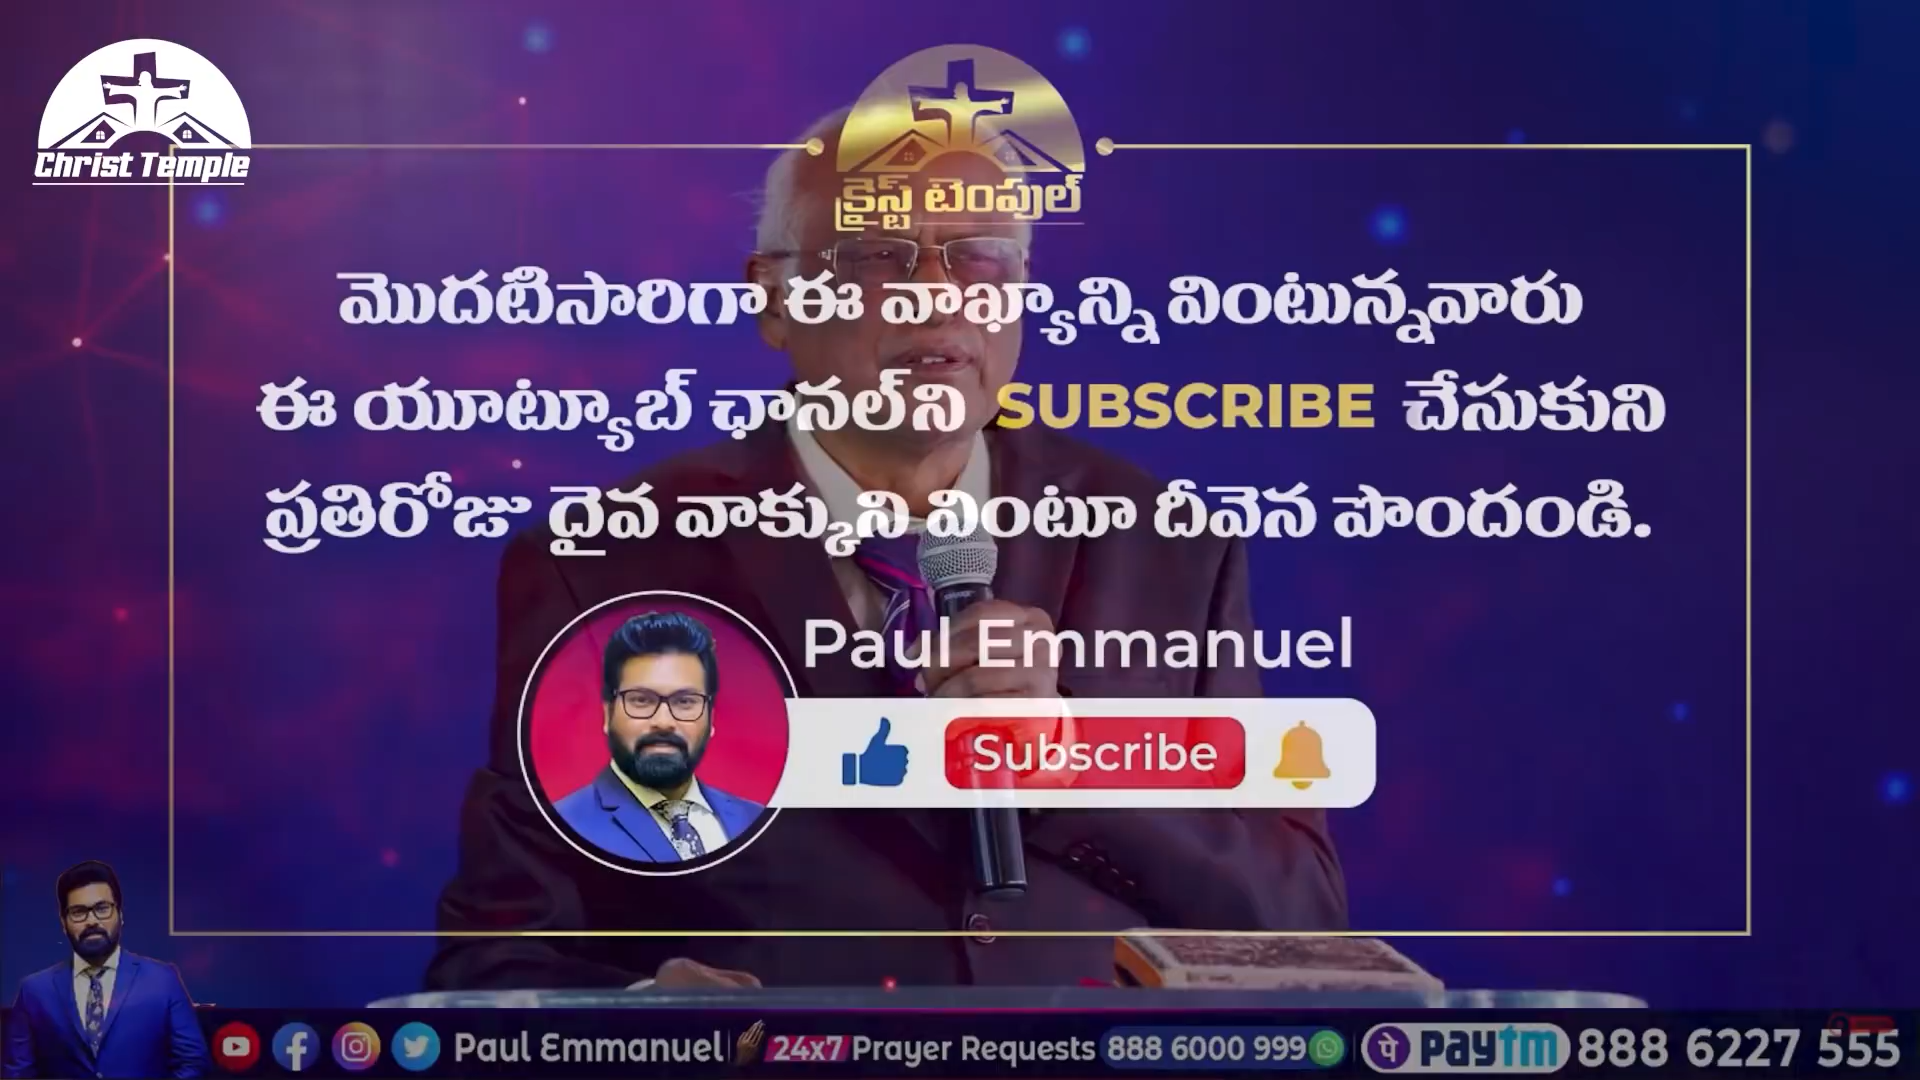 Christ Temple
క్రైస్ట్ టెంపుల్
మొదటిసారిగా ఈ వాఖ్యాన్ని వింటున్నవారు
ఈ యూట్యూబ్ ఛానల్‌ని SUBSCRIBE చేసుకుని
ప్రతిరోజు దైవ వాక్కుని వింటూ దీవెన పొందండి.
Paul Emmanuel
Subscribe
Paul Emmanuel 24x7 Prayer Requests 888 6000 999 पे paytm 888 6227 555